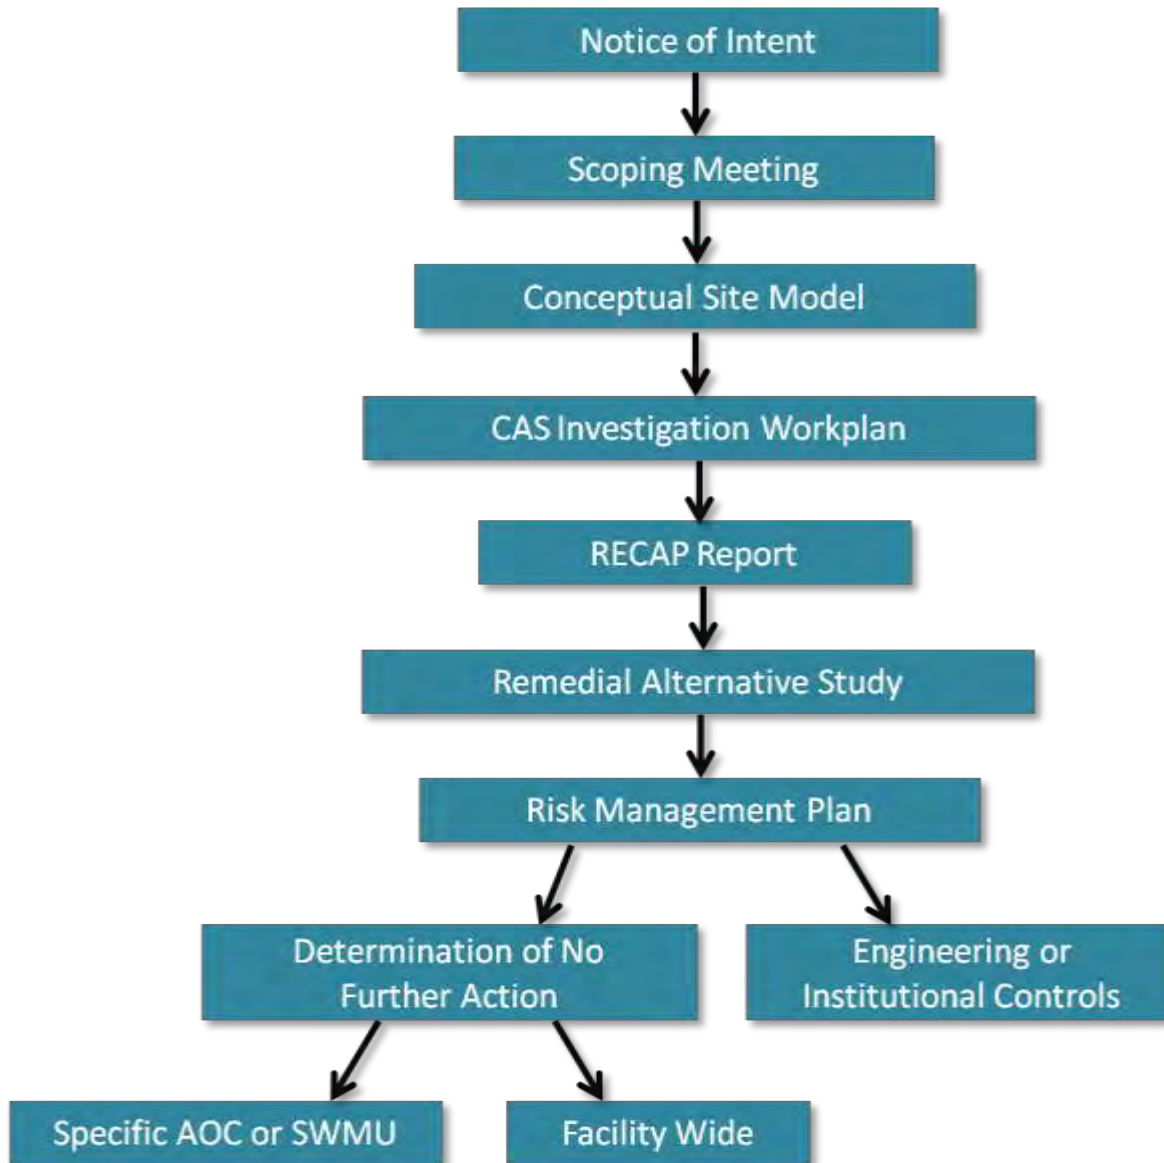 Notice of Intent
Scoping Meeting
Conceptual Site Model
CAS Investigation Workplan
RECAP Report
Remedial Alternative Study
Risk Management Plan
Determination of No
Further Action
Engineering or
Institutional Controls
Specific AOC or SWMU
Facility Wide